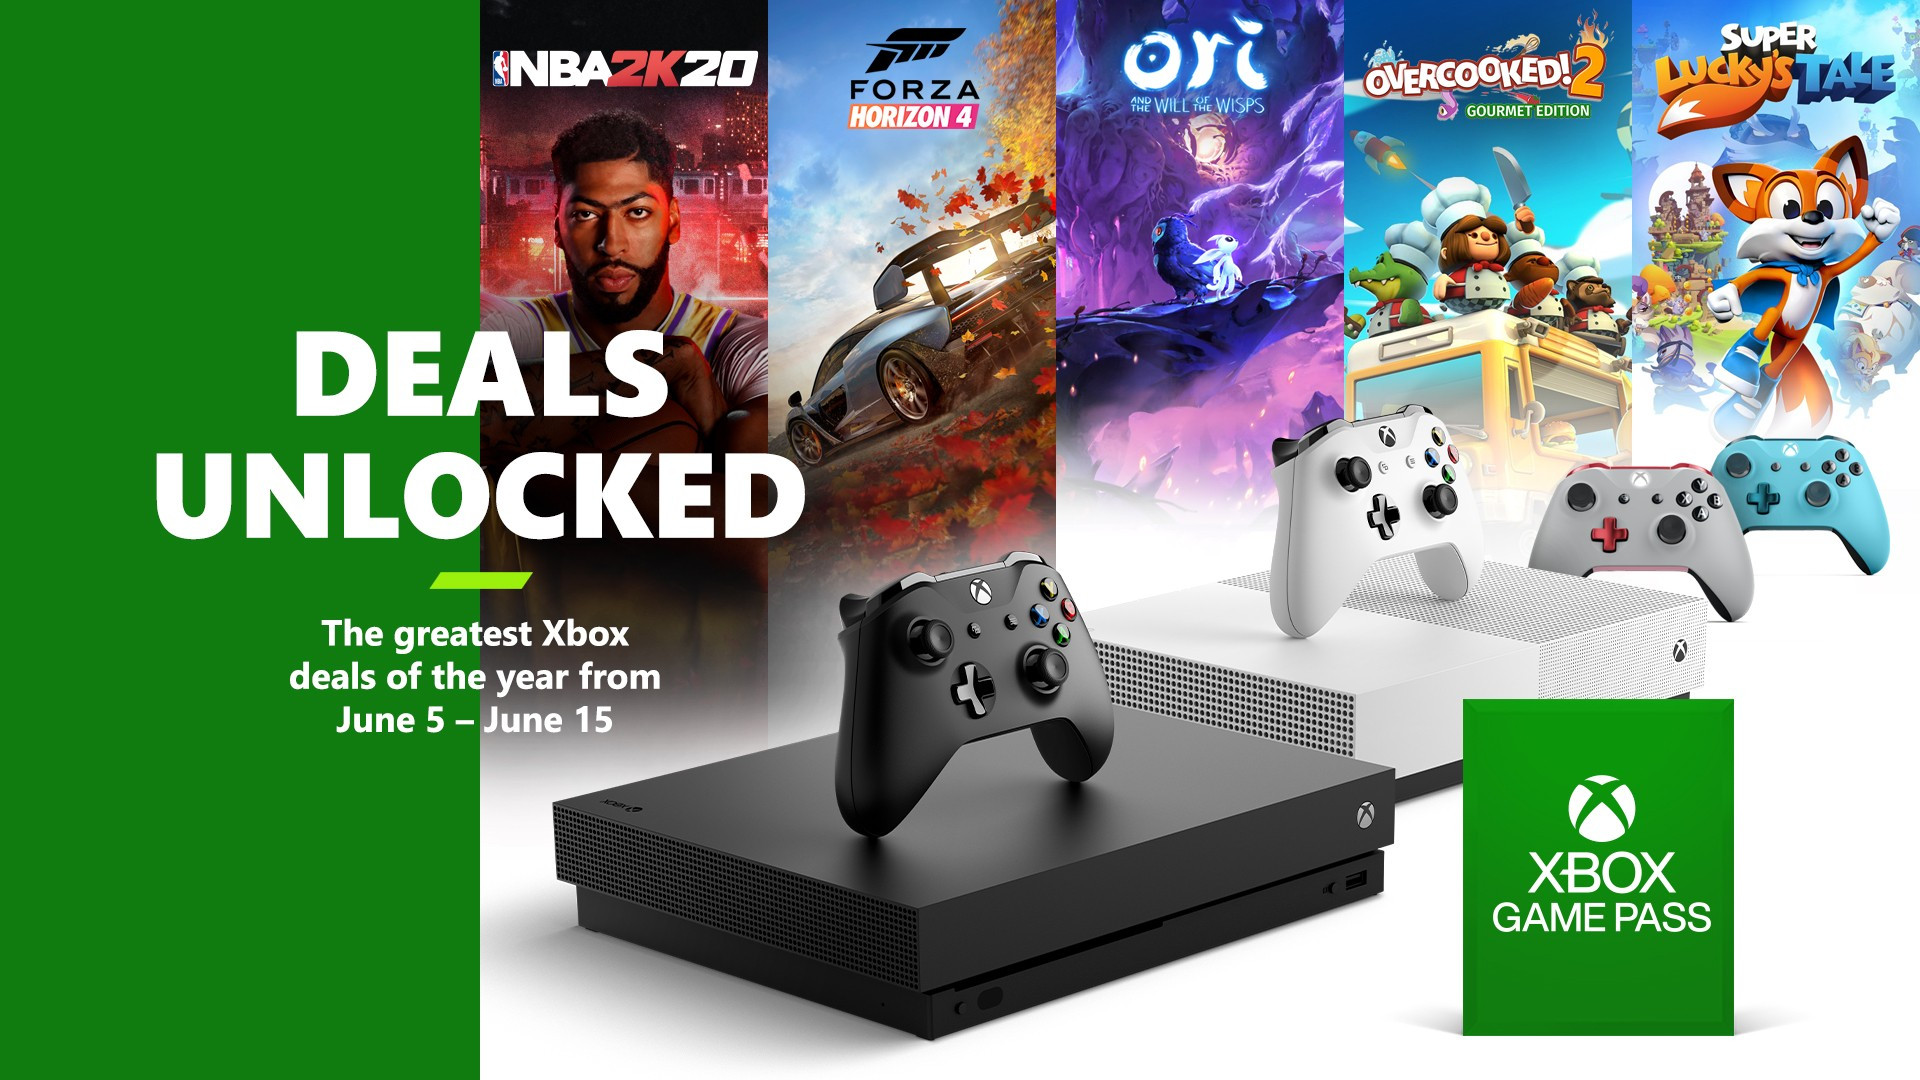 NBA2K20
FORZA
HORIZON 4
ori
AND THE WILL OF THE WISPS
OVERCOOKED! 2
GOURMET EDITION
SUPER
LUCKY'S TALE
DEALS
UNLOCKED
The greatest Xbox
deals of the year from
June 5 – June 15
XBOX
XBOX
GAME PASS